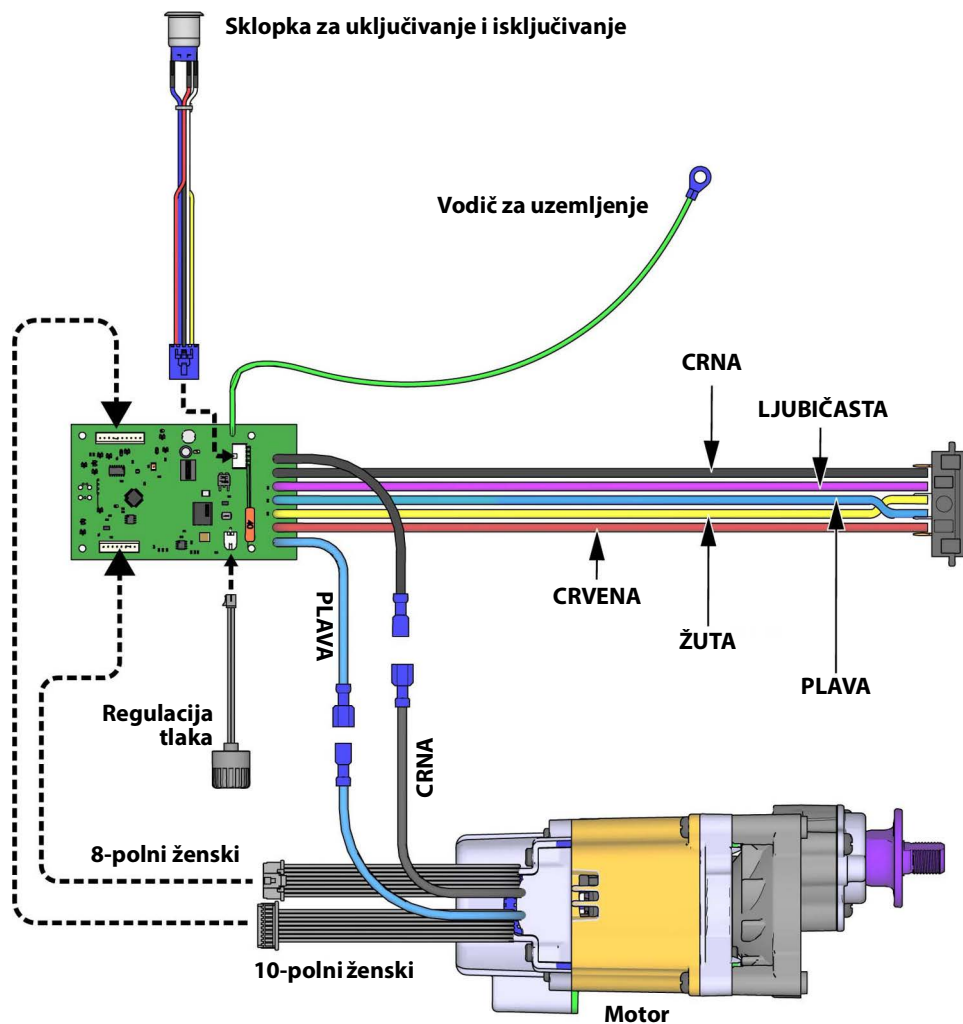 Sklopka za uključivanje i isključivanje
Vodič za uzemljenje
CRNA
LJUBIČASTA
CRVENA
ŽUTA
PLAVA
PLAVA
CRNA
Regulacija
tlaka
8-polni ženski
10-polni ženski
Motor